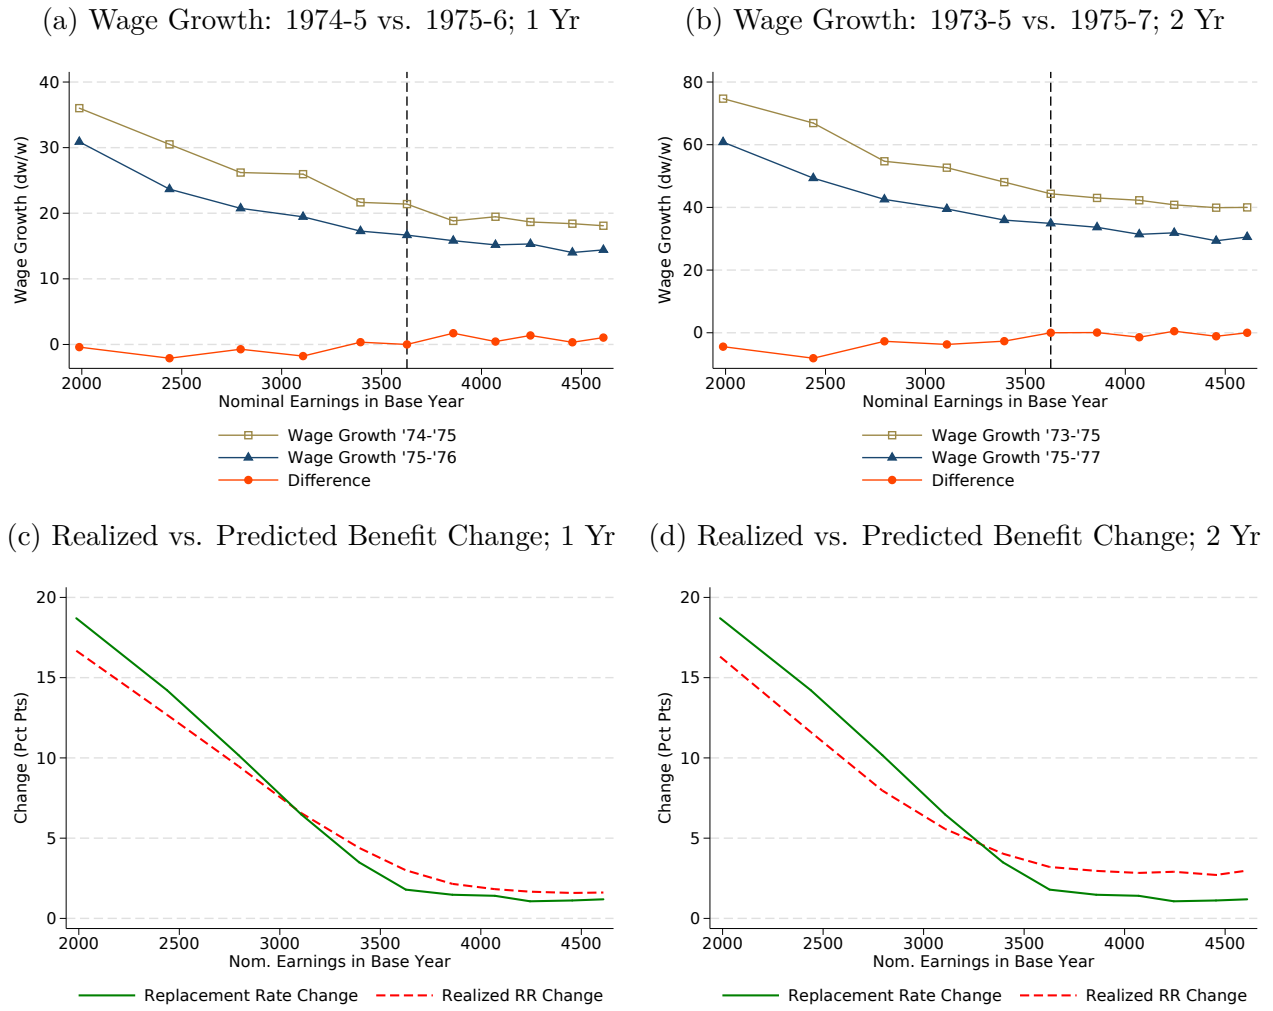 (a) Wage Growth: 1974-5 vs. 1975-6; 1 Yr
Wage Growth (dw/w)
40
30
20
10
0
2000 2500 3000 3500 4000 4500
Nominal Earnings in Base Year
Wage Growth '74-'75
Wage Growth '75-'76
Difference
(b) Wage Growth: 1973-5 vs. 1975-7; 2 Yr
Wage Growth (dw/w)
80
60
40
20
0
2000 2500 3000 3500 4000 4500
Nominal Earnings in Base Year
Wage Growth '73-'75
Wage Growth '75-'77
Difference
(c) Realized vs. Predicted Benefit Change; 1 Yr
Change (Pct Pts)
20
15
10
5
0
2000 2500 3000 3500 4000 4500
Nom. Earnings in Base Year
Replacement Rate Change Realized RR Change
(d) Realized vs. Predicted Benefit Change; 2 Yr
Change (Pct Pts)
20
15
10
5
0
2000 2500 3000 3500 4000 4500
Nom. Earnings in Base Year
Replacement Rate Change Realized RR Change